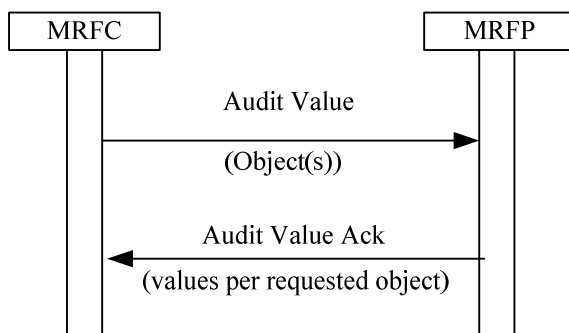 MRFC
MRFP
Audit Value
(Object(s))
Audit Value Ack
(values per requested object)